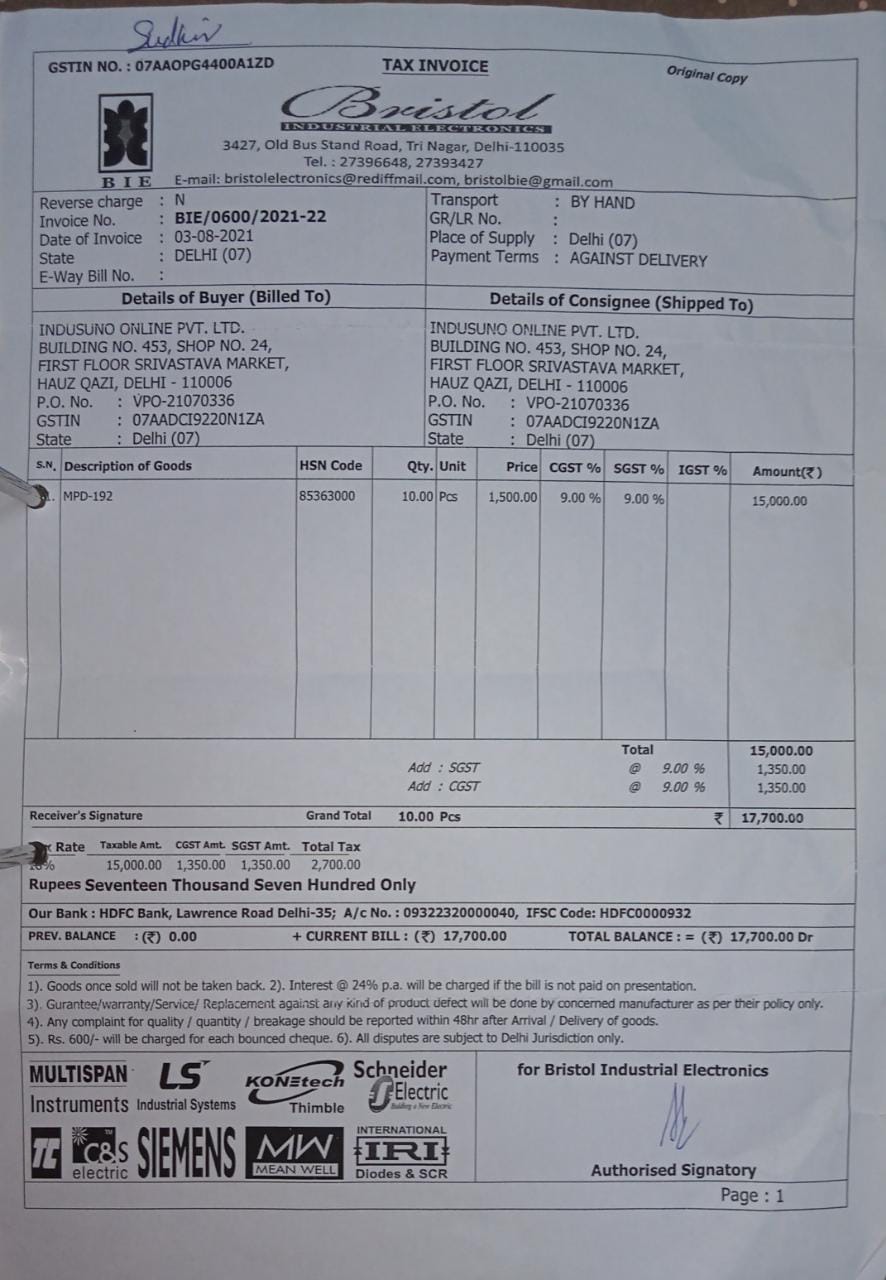 Sudhir
GSTIN NO. : 07AAOPG4400A1ZD TAX INVOICE Original Copy
Bristol
INDUSTRIAL ELECTRONICS
BIE
3427, Old Bus Stand Road, Tri Nagar, Delhi-110035
Tel. : 27396648, 27393427
E-mail: bristolelectronics@rediffmail.com, bristolbie@gmail.com
Reverse charge : N Transport : BY HAND
Invoice No. : BIE/0600/2021-22 GR/LR No. :
Date of Invoice : 03-08-2021 Place of Supply : Delhi (07)
State : DELHI (07) Payment Terms : AGAINST DELIVERY
E-Way Bill No. :
Details of Buyer (Billed To) Details of Consignee (Shipped To)
INDUSUNO ONLINE PVT. LTD. INDUSUNO ONLINE PVT. LTD.
BUILDING NO. 453, SHOP NO. 24, BUILDING NO. 453, SHOP NO. 24,
FIRST FLOOR SRIVASTAVA MARKET, FIRST FLOOR SRIVASTAVA MARKET,
HAUZ QAZI, DELHI - 110006 HAUZ QAZI, DELHI - 110006
P.O. No. : VPO-21070336 P.O. No. : VPO-21070336
GSTIN : 07AADCI9220N1ZA GSTIN : 07AADCI9220N1ZA
State : Delhi (07) State : Delhi (07)
S.N. Description of Goods HSN Code Qty. Unit Price CGST % SGST % IGST % Amount(₹)
MPD-192 85363000 10.00 Pcs 1,500.00 9.00 % 9.00 % 15,000.00
Total 15,000.00
Add : SGST @ 9.00 % 1,350.00
Add : CGST @ 9.00 % 1,350.00
Receiver's Signature Grand Total 10.00 Pcs ₹ 17,700.00
Rate Taxable Amt. CGST Amt. SGST Amt. Total Tax
15,000.00 1,350.00 1,350.00 2,700.00
Rupees Seventeen Thousand Seven Hundred Only
Our Bank : HDFC Bank, Lawrence Road Delhi-35; A/c No. : 09322320000040, IFSC Code: HDFC0000932
PREV. BALANCE : (₹) 0.00 + CURRENT BILL : (₹) 17,700.00 TOTAL BALANCE : = (₹) 17,700.00 Dr
Terms & Conditions
1). Goods once sold will not be taken back. 2). Interest @ 24% p.a. will be charged if the bill is not paid on presentation.
3). Gurantee/warranty/Service/ Replacement against any kind of product defect will be done by concerned manufacturer as per their policy only.
4). Any complaint for quality / quantity / breakage should be reported within 48hr after Arrival / Delivery of goods.
5). Rs. 600/- will be charged for each bounced cheque. 6). All disputes are subject to Delhi Jurisdiction only.
MULTISPAN Instruments
LS Industrial Systems
KONEtech Thimble
Schneider Electric
Building a New Electric
TC
C&S electric
SIEMENS
MW
MEAN WELL
INTERNATIONAL
IRI
Diodes & SCR
for Bristol Industrial Electronics
Authorised Signatory
Page : 1